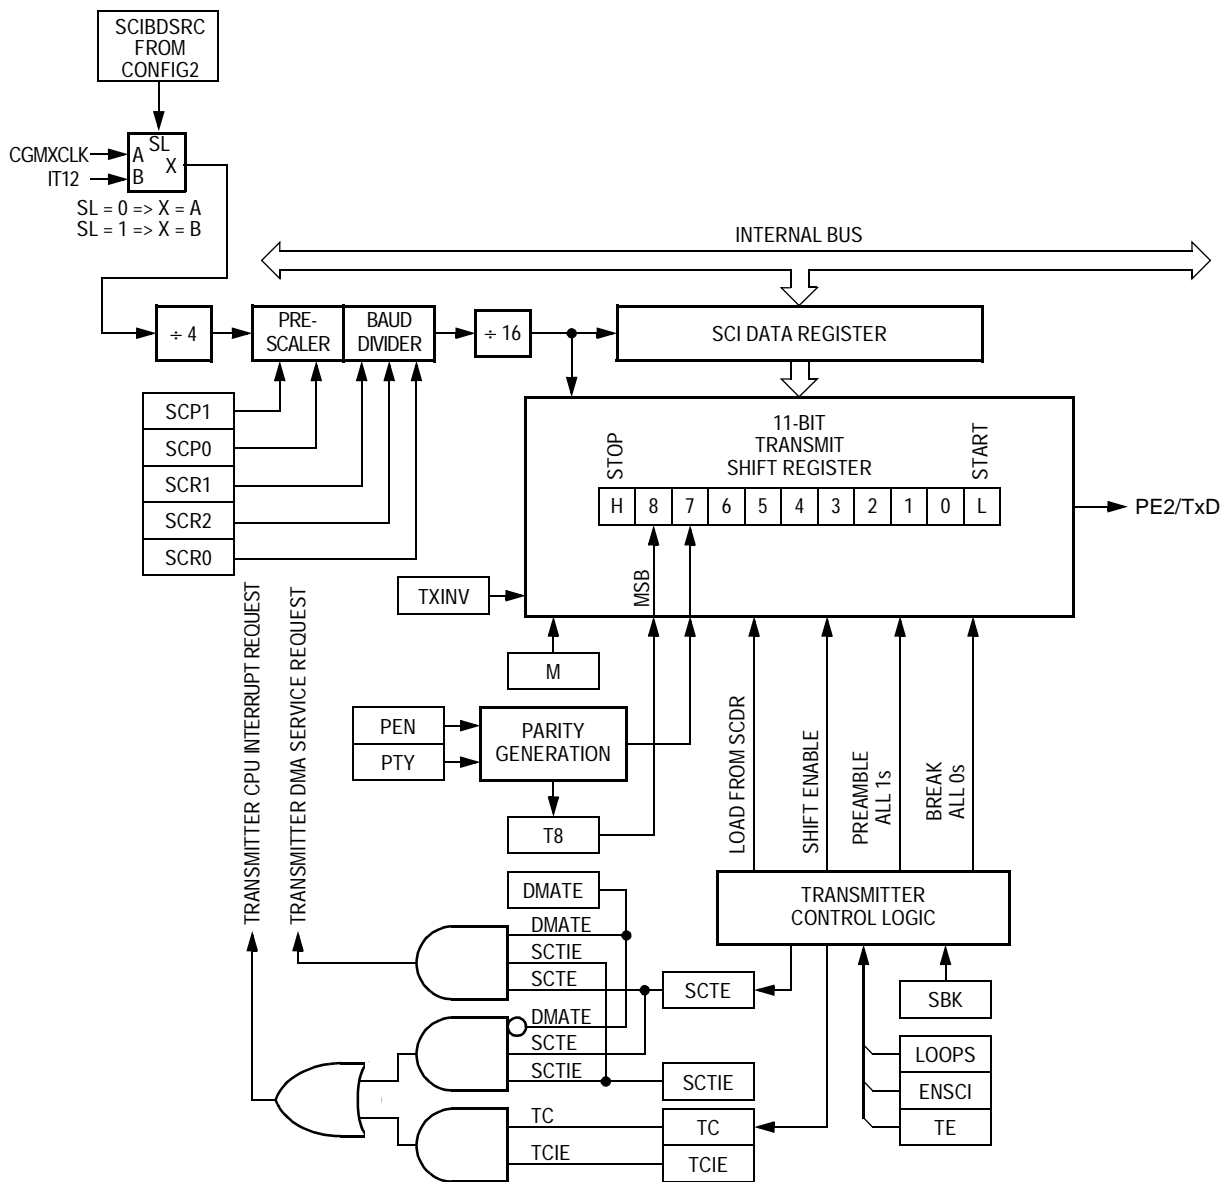 SCIBDSRC
FROM
CONFIG2
SL
CGMXCLK
A
X
IT12
B
SL = 0 => X = A
SL = 1 => X = B
INTERNAL BUS
÷ 4
PRE-
SCALER
BAUD
DIVIDER
÷ 16
SCI DATA REGISTER
SCP1
SCP0
SCR1
SCR2
SCR0
11-BIT
TRANSMIT
SHIFT REGISTER
STOP
START
H 8 7 6 5 4 3 2 1 0 L
PE2/TxD
MSB
TXINV
M
PEN
PTY
PARITY
GENERATION
T8
TRANSMITTER CPU INTERRUPT REQUEST
TRANSMITTER DMA SERVICE REQUEST
LOAD FROM SCDR
SHIFT ENABLE
PREAMBLE
ALL 1s
BREAK
ALL 0s
TRANSMITTER
CONTROL LOGIC
DMATE
DMATE
SCTIE
SCTE
SCTE
SBK
DMATE
SCTE
SCTIE
SCTIE
LOOPS
ENSCI
TE
TC
TC
TCIE
TCIE